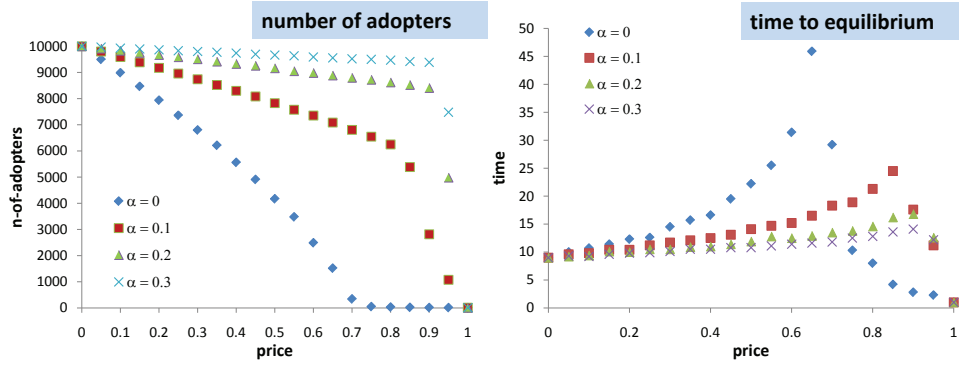 number of adopters
n-of-adopters
10000
9000
8000
7000
6000
5000
4000
3000
2000
1000
0
α = 0
α = 0.1
α = 0.2
α = 0.3
0 0.1 0.2 0.3 0.4 0.5 0.6 0.7 0.8 0.9 1
price
time to equilibrium
time
50
45
40
35
30
25
20
15
10
5
0
α = 0
α = 0.1
α = 0.2
α = 0.3
0 0.2 0.4 0.6 0.8 1
price